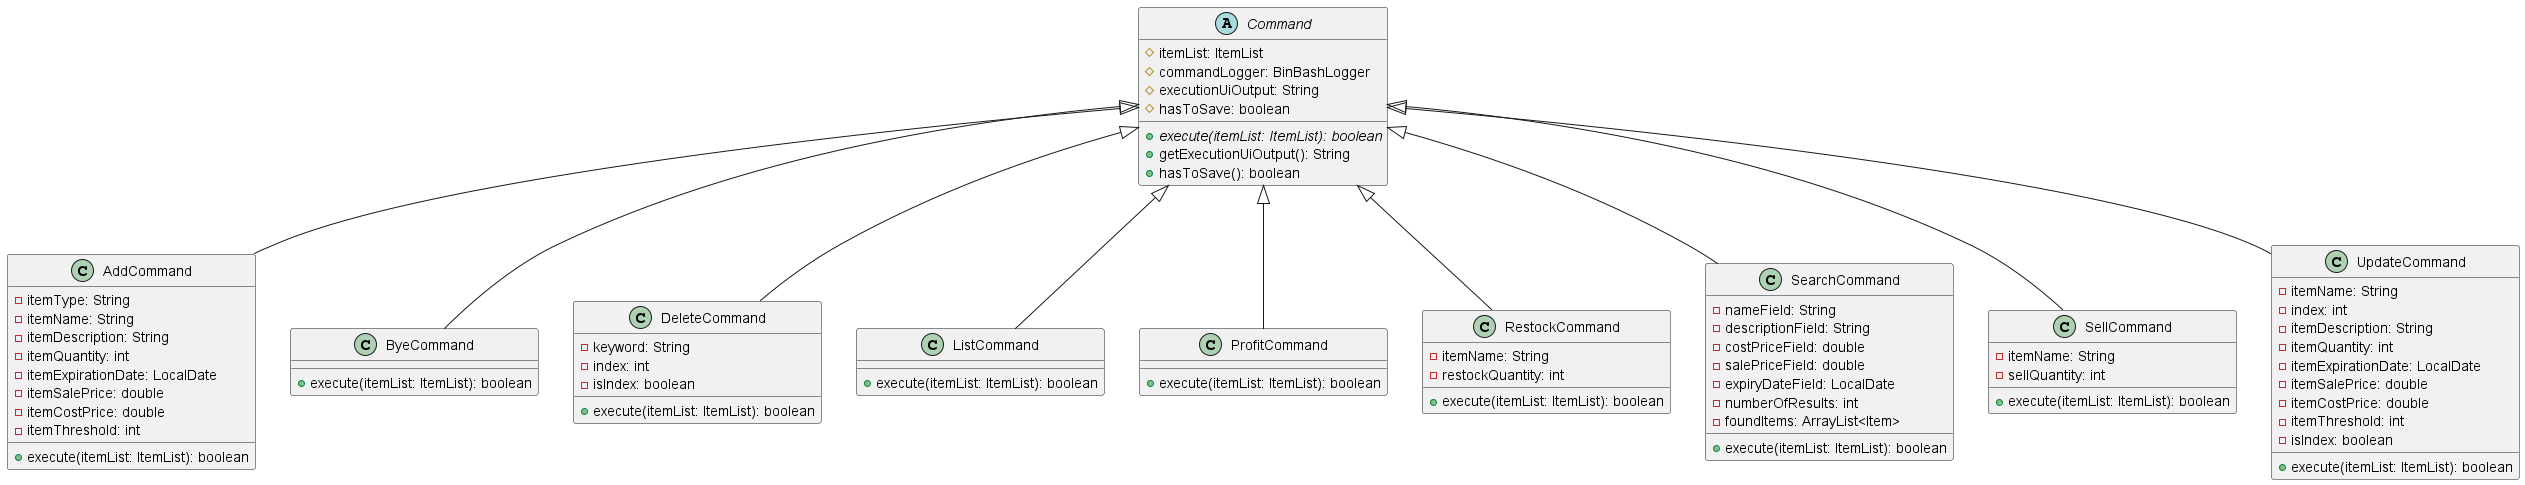 A Command
itemList: ItemList
commandLogger: BinBashLogger
executionUiOutput: String
hasToSave: boolean
execute(itemList: ItemList): boolean
getExecutionUiOutput(): String
hasToSave(): boolean
C AddCommand
itemType: String
itemName: String
itemDescription: String
itemQuantity: int
itemExpirationDate: LocalDate
itemSalePrice: double
itemCostPrice: double
itemThreshold: int
execute(itemList: ItemList): boolean
C ByeCommand
execute(itemList: ItemList): boolean
C DeleteCommand
keyword: String
index: int
isIndex: boolean
execute(itemList: ItemList): boolean
C ListCommand
execute(itemList: ItemList): boolean
C ProfitCommand
execute(itemList: ItemList): boolean
C RestockCommand
itemName: String
restockQuantity: int
execute(itemList: ItemList): boolean
C SearchCommand
nameField: String
descriptionField: String
costPriceField: double
salePriceField: double
expiryDateField: LocalDate
numberOfResults: int
foundItems: ArrayList<Item>
execute(itemList: ItemList): boolean
C SellCommand
itemName: String
sellQuantity: int
execute(itemList: ItemList): boolean
C UpdateCommand
itemName: String
index: int
itemDescription: String
itemQuantity: int
itemExpirationDate: LocalDate
itemSalePrice: double
itemCostPrice: double
itemThreshold: int
isIndex: boolean
execute(itemList: ItemList): boolean